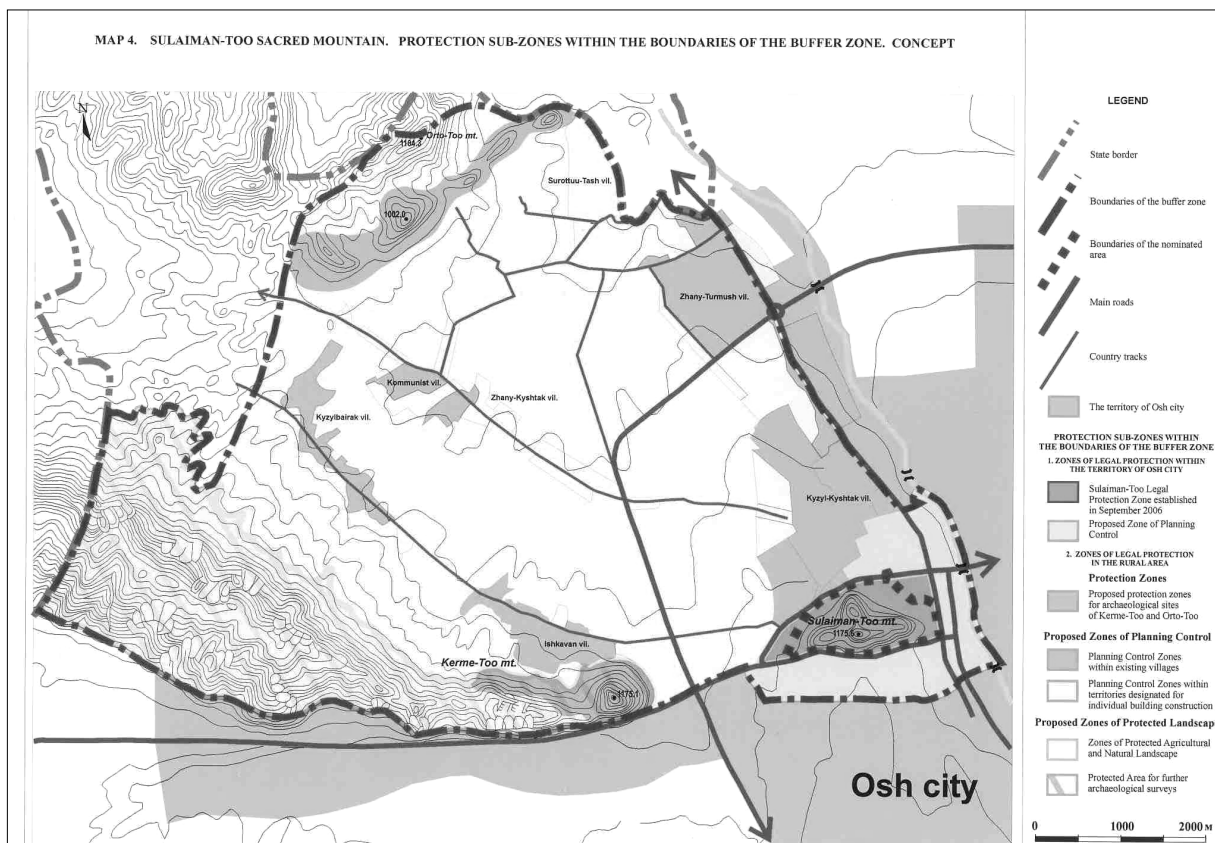 MAP 4. SULAIMAN-TOO SACRED MOUNTAIN. PROTECTION SUB-ZONES WITHIN THE BOUNDARIES OF THE BUFFER ZONE. CONCEPT
N
Orto-Too mt.
1184.3
Surottuu-Tash vil.
1002.0
Zhany-Turmush vil.
Kommunist vil.
Zhany-Kyshtak vil.
Kyzylbairak vil.
Kyzyl-Kyshtak vil.
Sulaiman-Too mt.
1175.5
Ishkavan vil.
Kerme-Too mt.
1175.1
Osh city
LEGEND
State border
Boundaries of the buffer zone
Boundaries of the nominated
area
Main roads
Country tracks
The territory of Osh city
PROTECTION SUB-ZONES WITHIN
THE BOUNDARIES OF THE BUFFER ZONE
1. ZONES OF LEGAL PROTECTION WITHIN
THE TERRITORY OF OSH CITY
Sulaiman-Too Legal
Protection Zone established
in September 2006
Proposed Zone of Planning
Control
2. ZONES OF LEGAL PROTECTION
IN THE RURAL AREA
Protection Zones
Proposed protection zones
for archaeological sites
of Kerme-Too and Orto-Too
Proposed Zones of Planning Control
Planning Control Zones
within existing villages
Planning Control Zones within
territories designated for
individual building construction
Proposed Zones of Protected Landscap
Zones of Protected Agricultural
and Natural Landscape
Protected Area for further
archaeological surveys
0 1000 2000 м